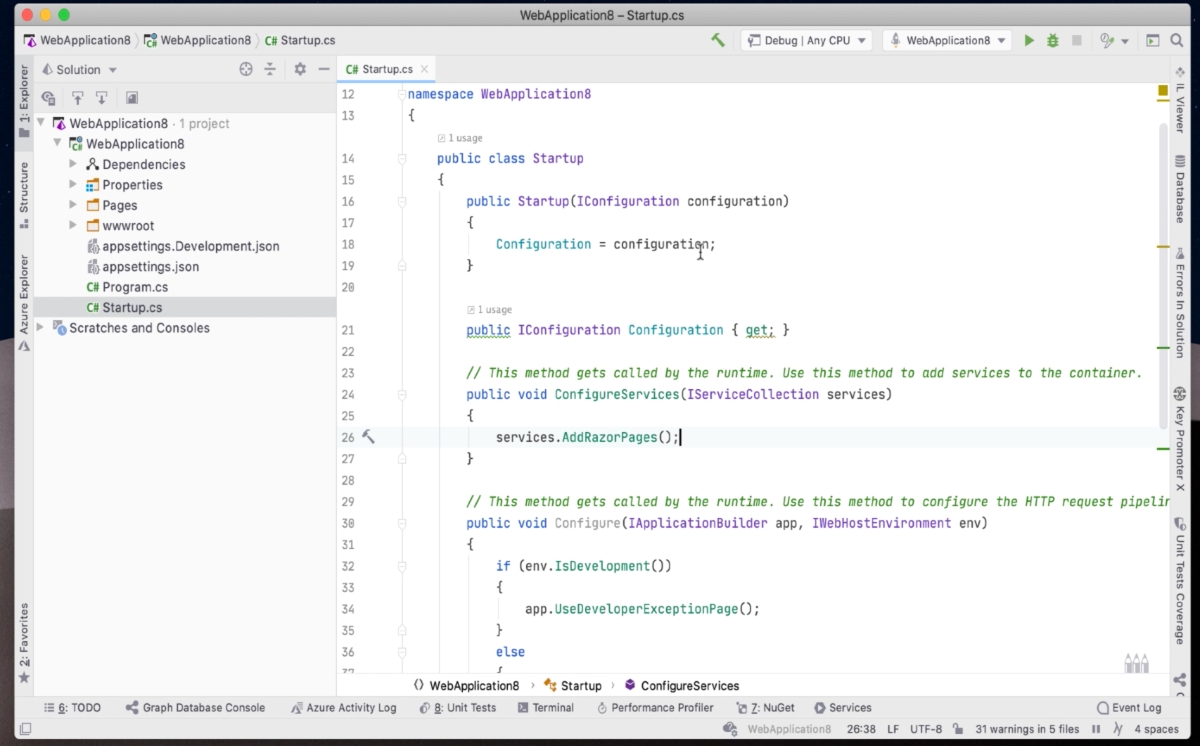 WebApplication8 – Startup.cs
WebApplication8 WebApplication8 C# Startup.cs Debug | Any CPU WebApplication8
1: Explorer
Structure
Azure Explorer
2: Favorites
Solution
WebApplication8 · 1 project
WebApplication8
Dependencies
Properties
Pages
wwwroot
appsettings.Development.json
appsettings.json
C# Program.cs
C# Startup.cs
Scratches and Consoles
C# Startup.cs
12 namespace WebApplication8
13 {
1 usage
14 public class Startup
15 {
16 public Startup(IConfiguration configuration)
17 {
18 Configuration = configuration;
19 }
20
1 usage
21 public IConfiguration Configuration { get; }
22
23 // This method gets called by the runtime. Use this method to add services to the container.
24 public void ConfigureServices(IServiceCollection services)
25 {
26 services.AddRazorPages();
27 }
28
29 // This method gets called by the runtime. Use this method to configure the HTTP request pipelin
30 public void Configure(IApplicationBuilder app, IWebHostEnvironment env)
31 {
32 if (env.IsDevelopment())
33 {
34 app.UseDeveloperExceptionPage();
35 }
36 else
37 {
WebApplication8 › Startup › ConfigureServices
IL Viewer
Database
Errors In Solution
Key Promoter X
Unit Tests Coverage
6: TODO Graph Database Console Azure Activity Log 8: Unit Tests Terminal Performance Profiler 7: NuGet Services Event Log
WebApplication8 26:38 LF UTF-8 31 warnings in 5 files 4 spaces